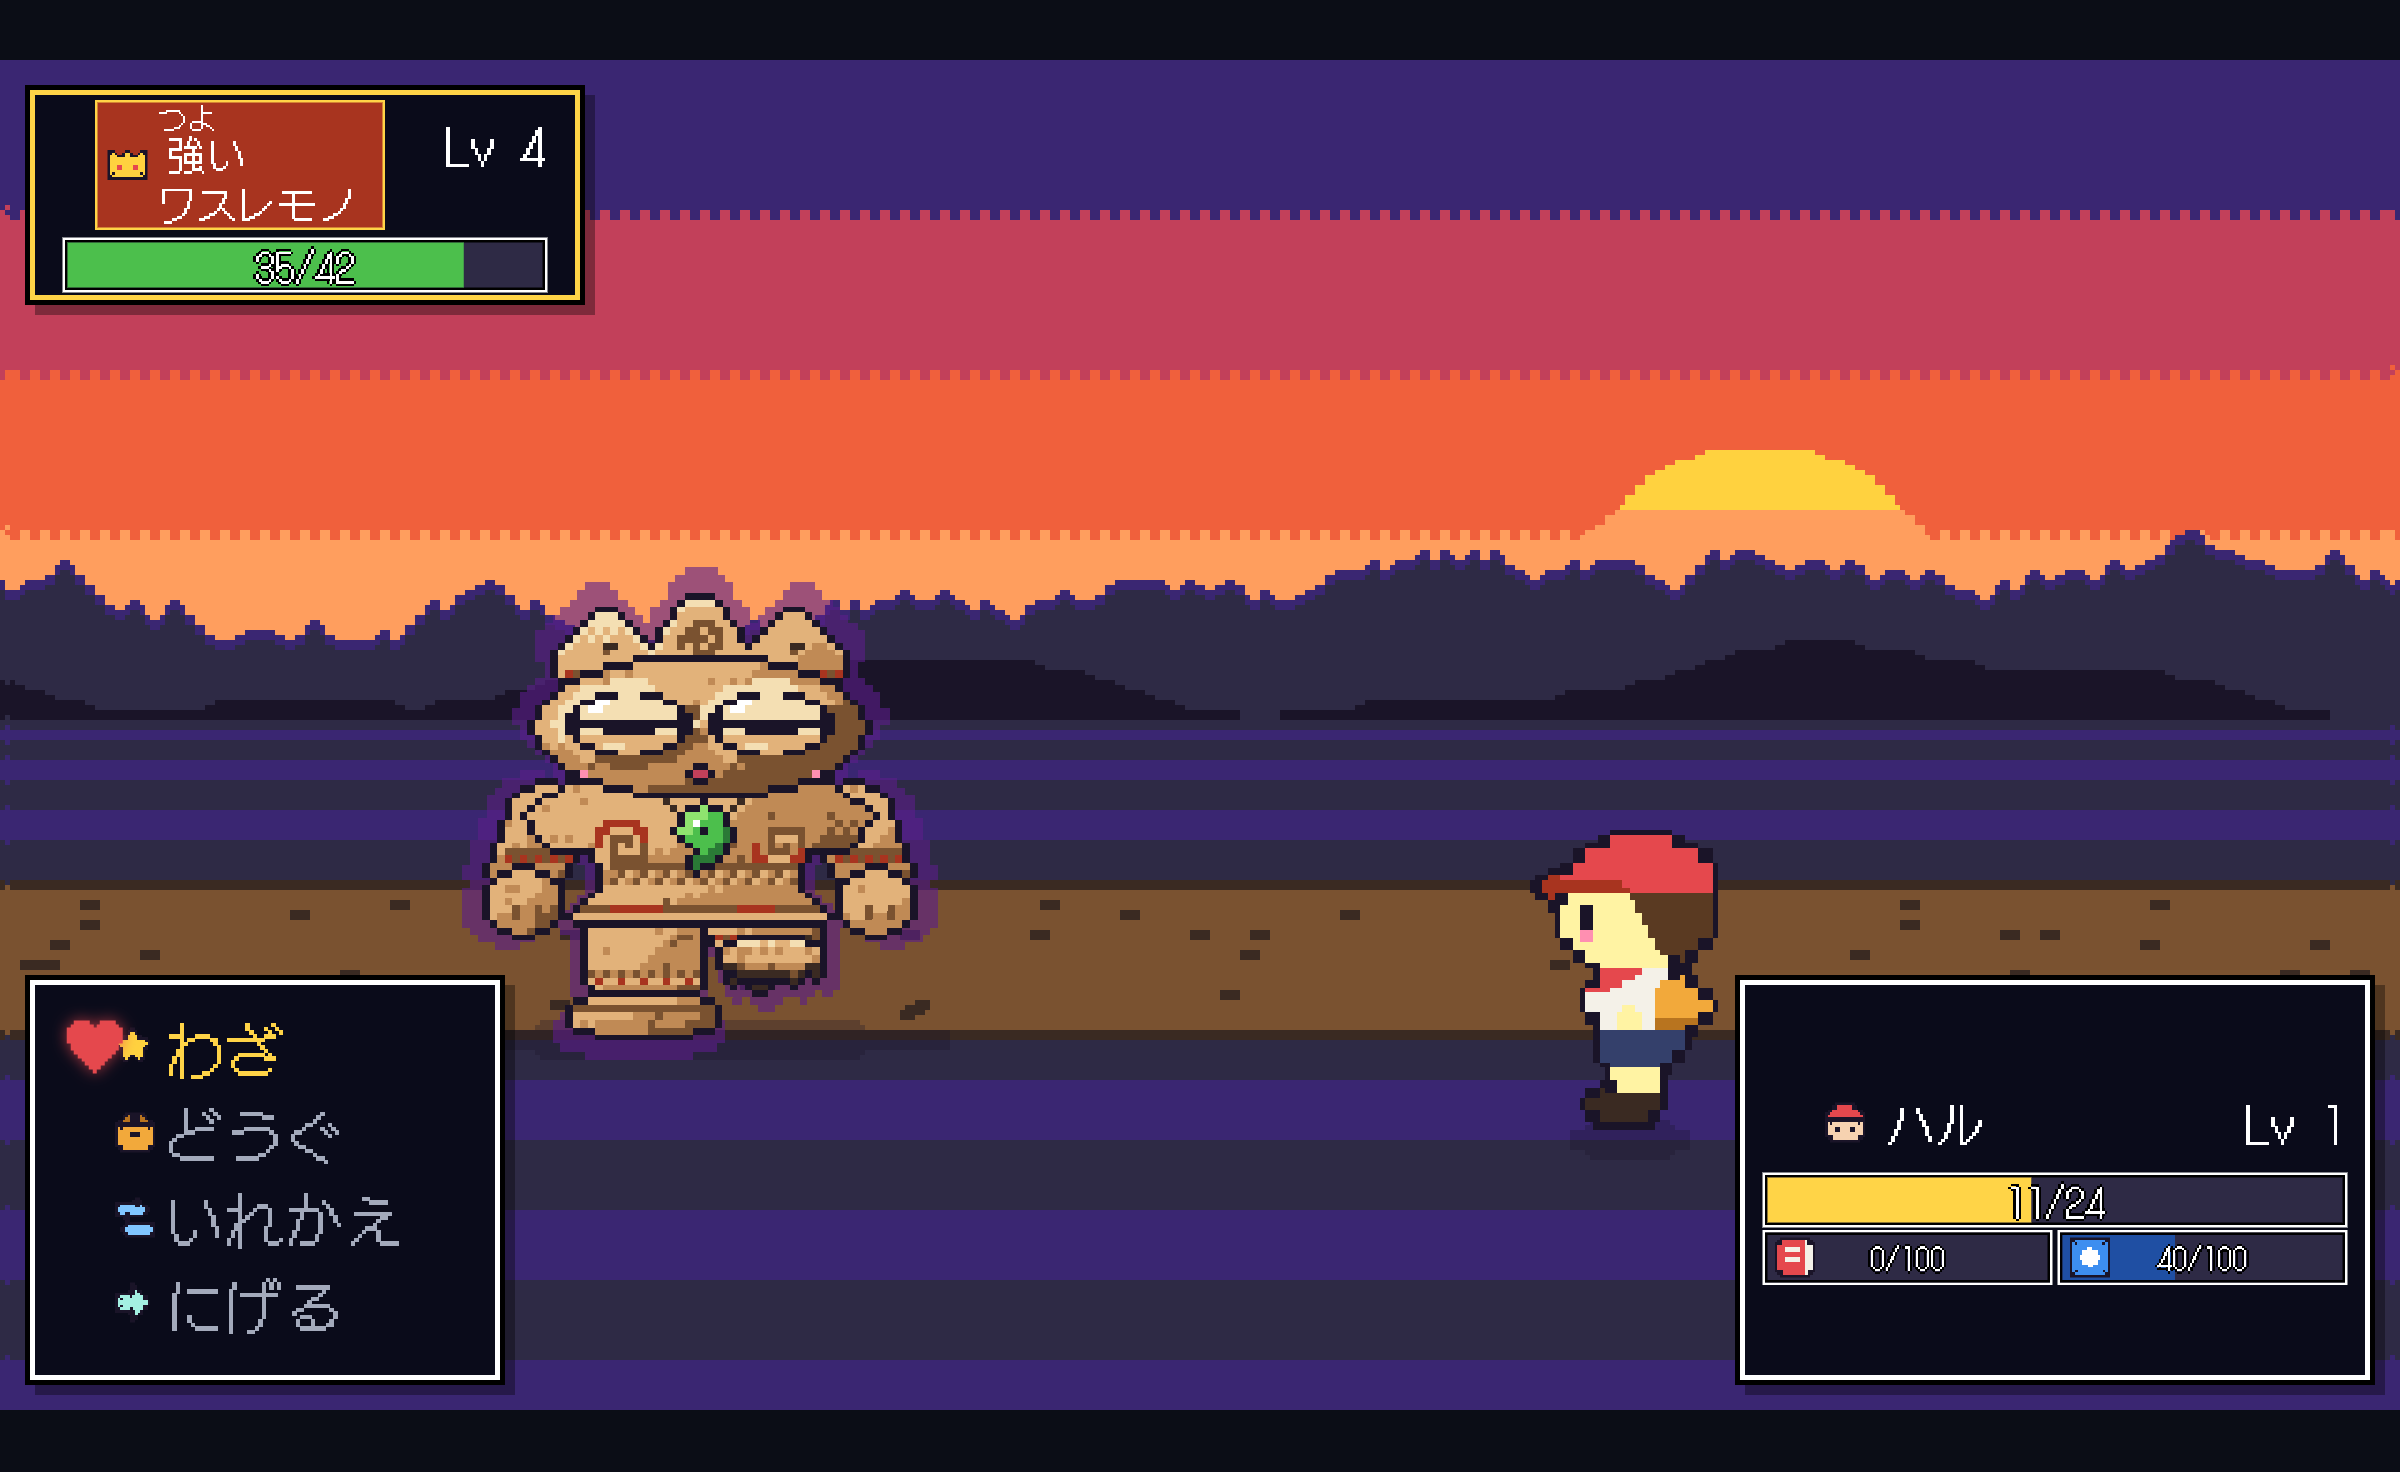 つよ
強い
ワスレモノ
Lv 4
35/42
わざ
どうぐ
いれかえ
にげる
ハル
Lv 1
11/24
0/100
40/100